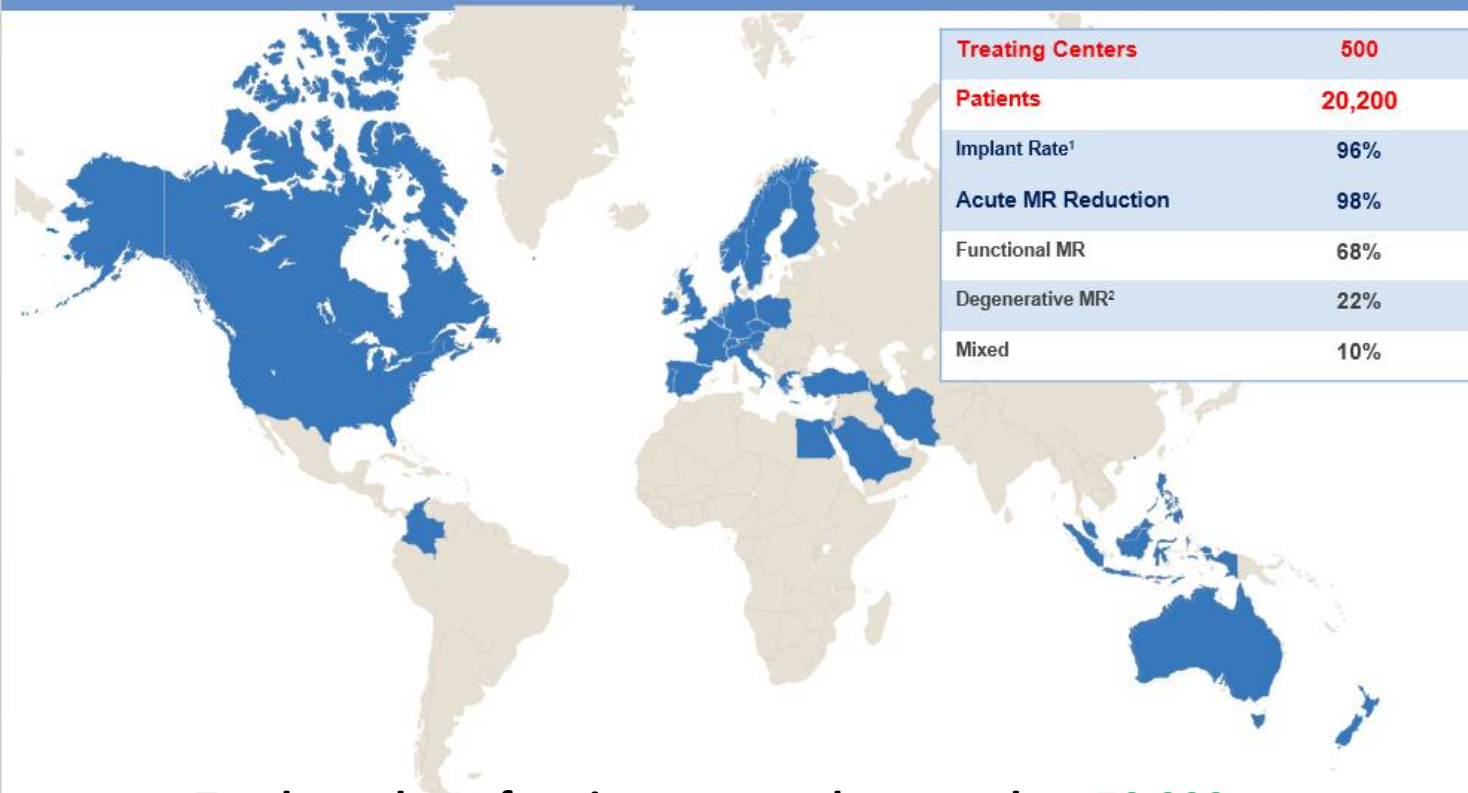 Treating Centers 500
Patients 20,200
Implant Rate¹ 96%
Acute MR Reduction 98%
Functional MR 68%
Degenerative MR² 22%
Mixed 10%